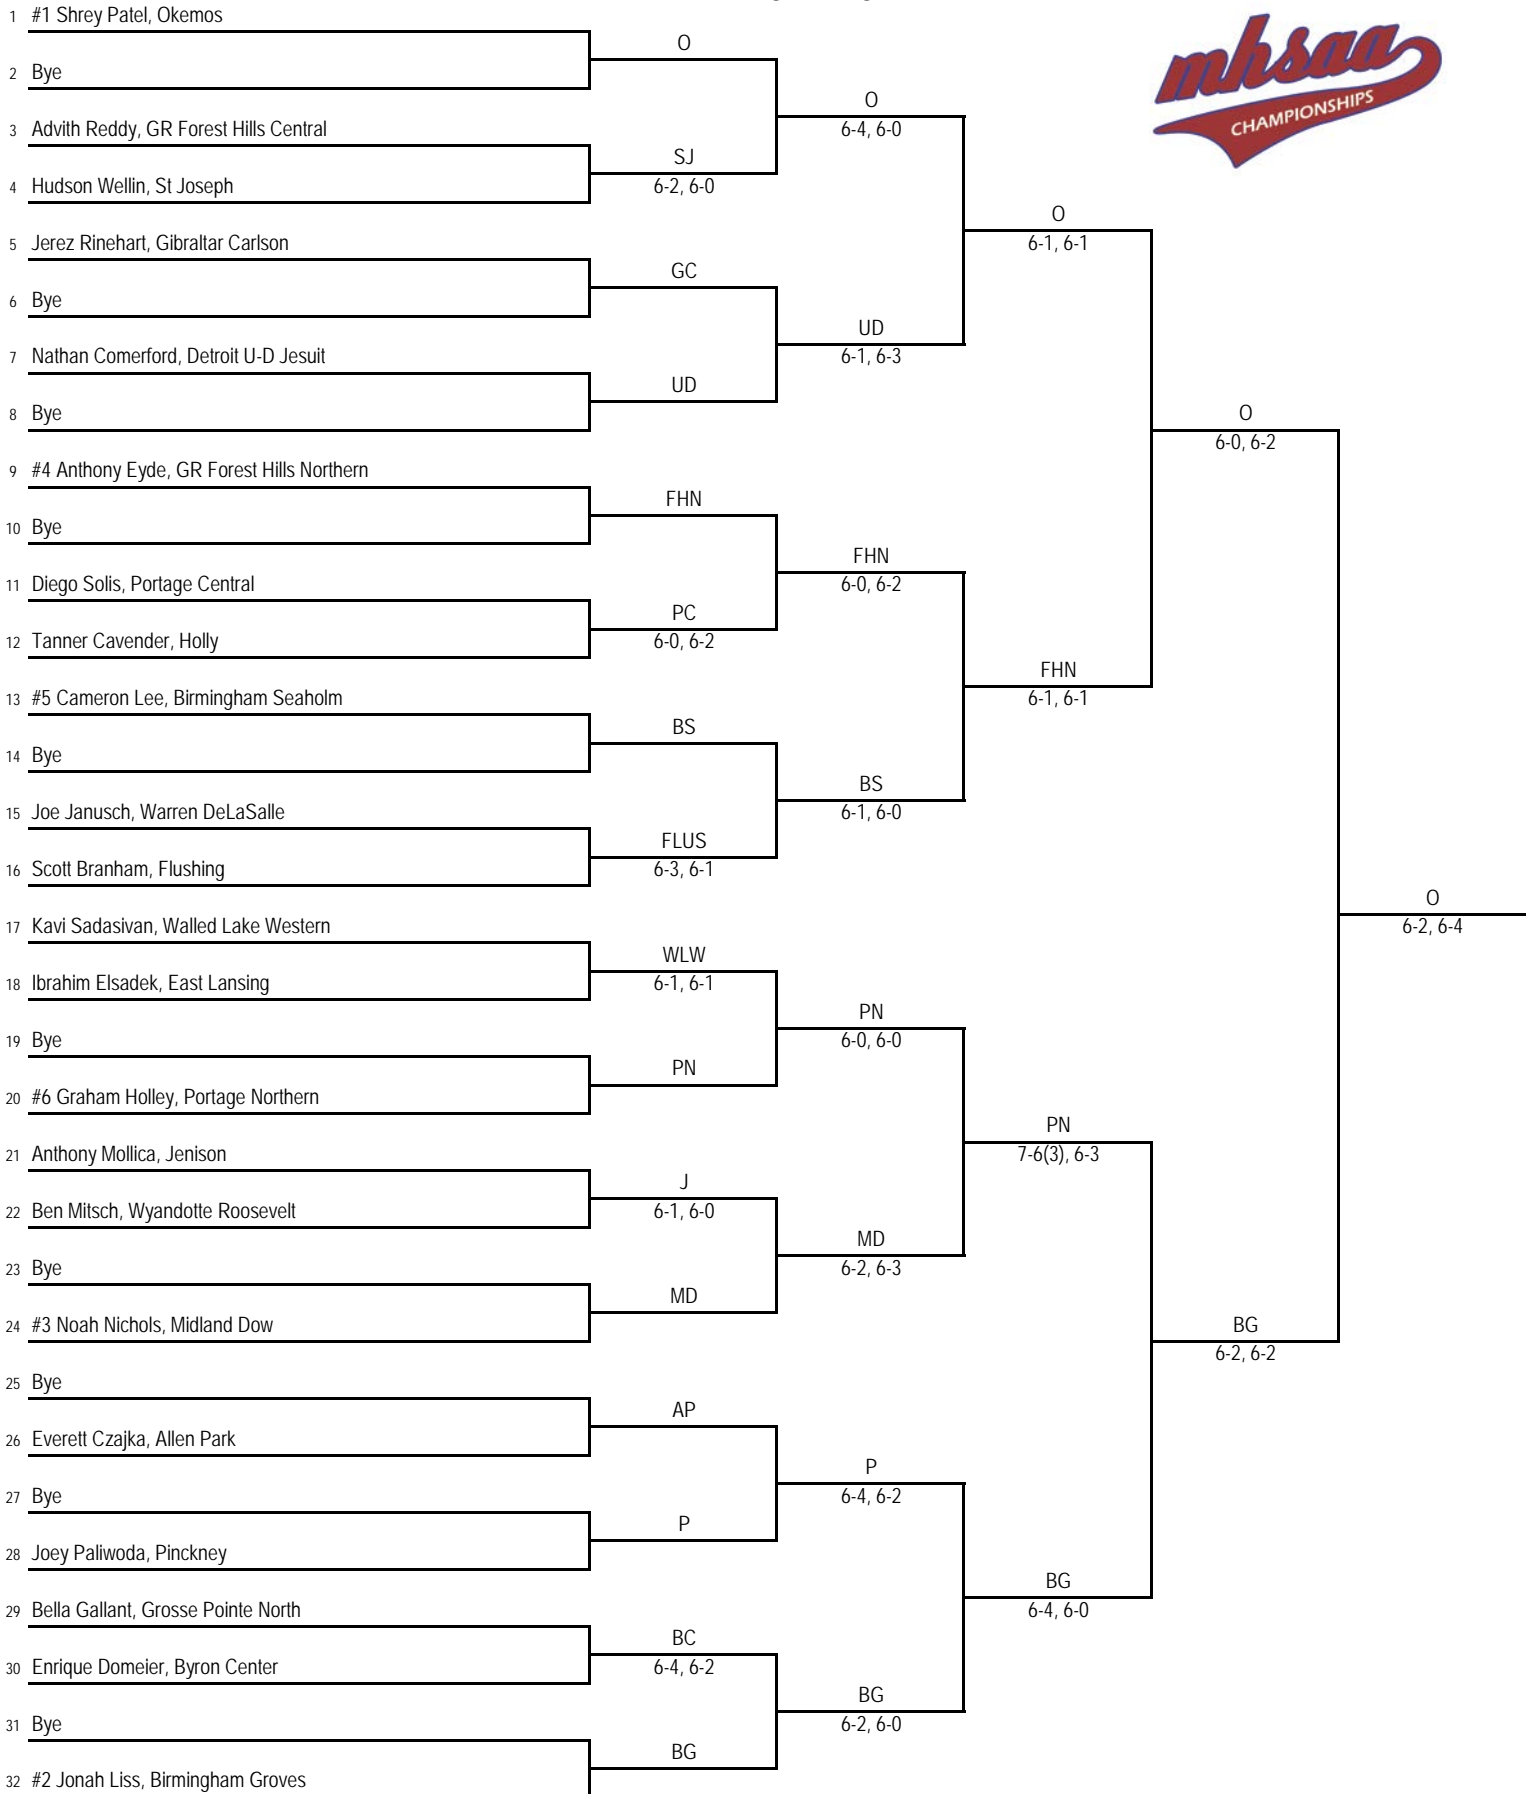 1 #1 Shrey Patel, Okemos
2 Bye
3 Advith Reddy, GR Forest Hills Central
4 Hudson Wellin, St Joseph
5 Jerez Rinehart, Gibraltar Carlson
6 Bye
7 Nathan Comerford, Detroit U-D Jesuit
8 Bye
9 #4 Anthony Eyde, GR Forest Hills Northern
10 Bye
11 Diego Solis, Portage Central
12 Tanner Cavender, Holly
13 #5 Cameron Lee, Birmingham Seaholm
14 Bye
15 Joe Janusch, Warren DeLaSalle
16 Scott Branham, Flushing
17 Kavi Sadasivan, Walled Lake Western
18 Ibrahim Elsadek, East Lansing
19 Bye
20 #6 Graham Holley, Portage Northern
21 Anthony Mollica, Jenison
22 Ben Mitsch, Wyandotte Roosevelt
23 Bye
24 #3 Noah Nichols, Midland Dow
25 Bye
26 Everett Czajka, Allen Park
27 Bye
28 Joey Paliwoda, Pinckney
29 Bella Gallant, Grosse Pointe North
30 Enrique Domeier, Byron Center
31 Bye
32 #2 Jonah Liss, Birmingham Groves
O
SJ
6-2, 6-0
GC
UD
FHN
PC
6-0, 6-2
BS
FLUS
6-3, 6-1
WLW
6-1, 6-1
PN
J
6-1, 6-0
MD
AP
P
BC
6-4, 6-2
BG
O
6-4, 6-0
UD
6-1, 6-3
FHN
6-0, 6-2
BS
6-1, 6-0
PN
6-0, 6-0
MD
6-2, 6-3
P
6-4, 6-2
BG
6-2, 6-0
O
6-1, 6-1
FHN
6-1, 6-1
PN
7-6(3), 6-3
BG
6-4, 6-0
O
6-0, 6-2
BG
6-2, 6-2
O
6-2, 6-4
mhsaa
CHAMPIONSHIPS